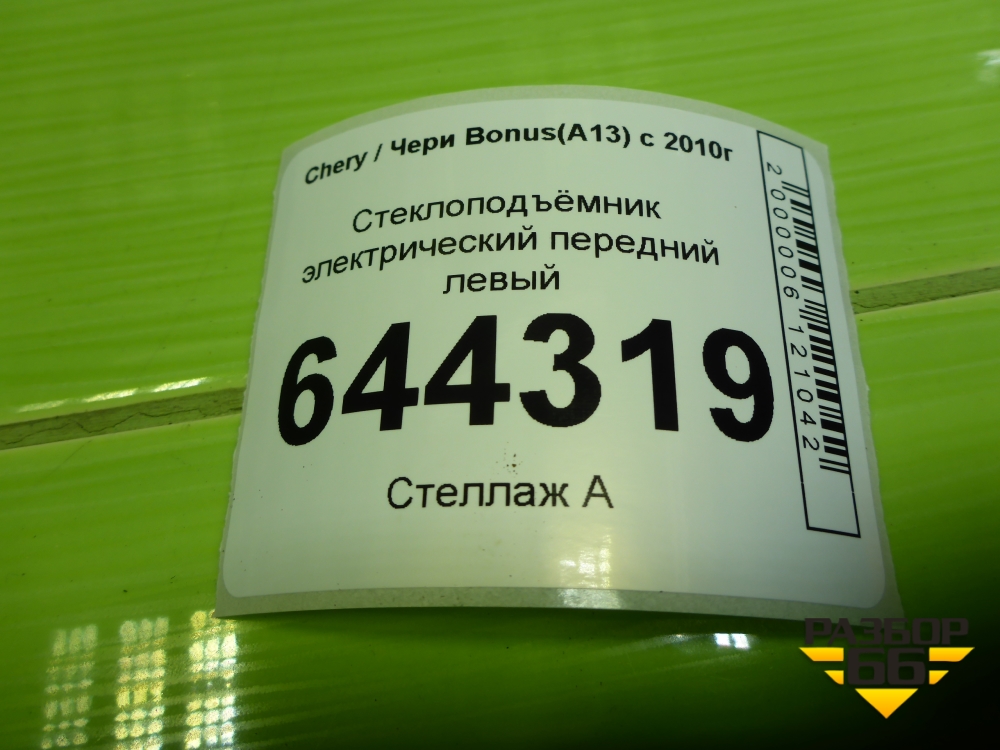 Chery / Чери Bonus(A13) с 2010г
Стеклоподъёмник
электрический передний
левый
644319
Стеллаж А
2000006121042
РАЗБОР
66